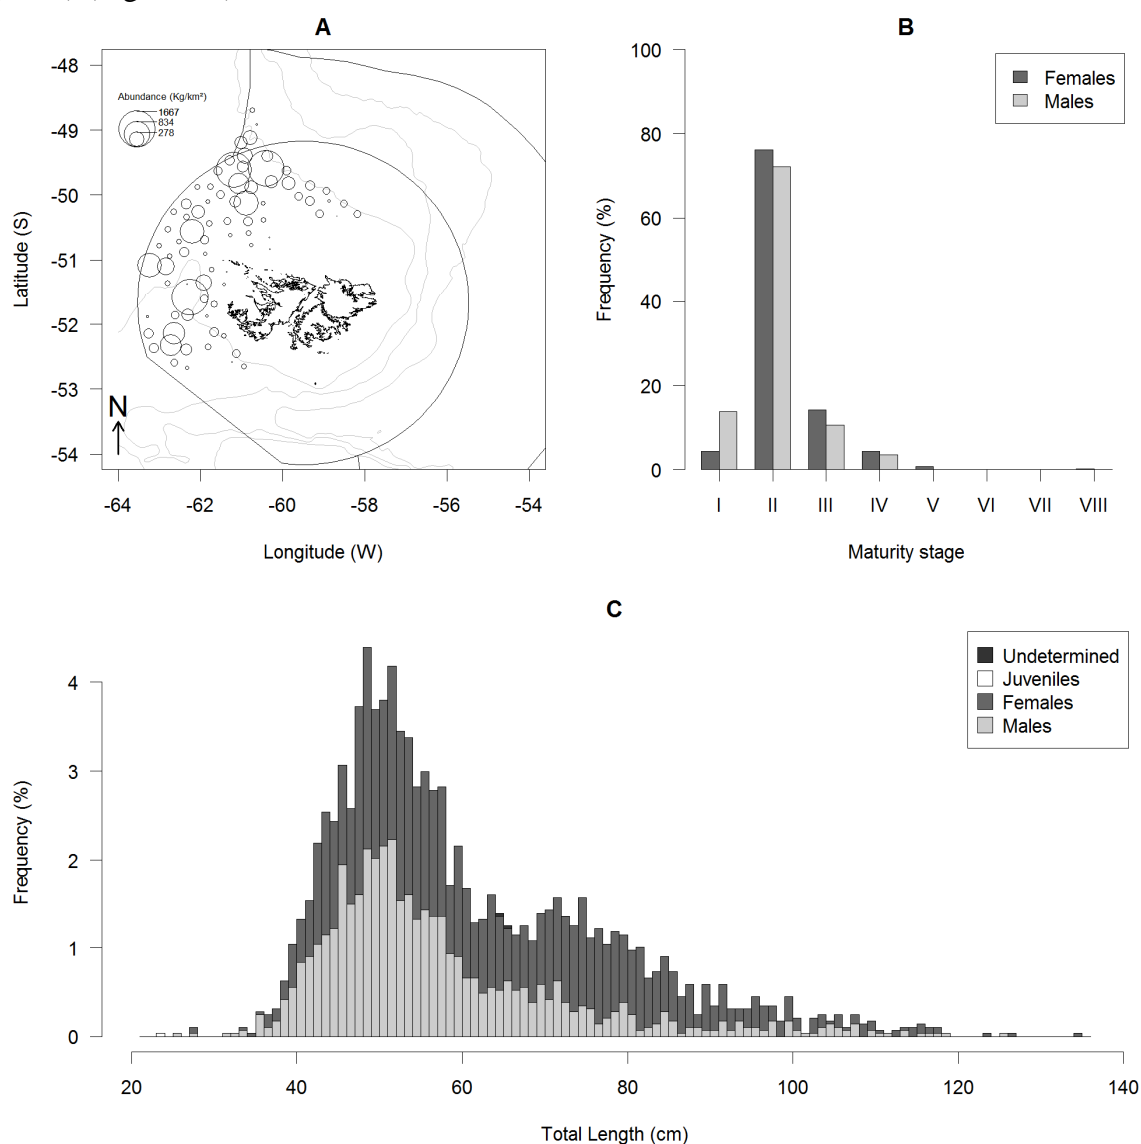 A
Abundance (Kg/km²)
1667
834
278
-48
-49
-50
-51
-52
-53
-54
Latitude (S)
N
-64 -62 -60 -58 -56 -54
Longitude (W)
B
Females
Males
100
80
60
40
20
0
Frequency (%)
I II III IV V VI VII VIII
Maturity stage
C
Undetermined
Juveniles
Females
Males
4
3
2
1
0
Frequency (%)
20 40 60 80 100 120 140
Total Length (cm)